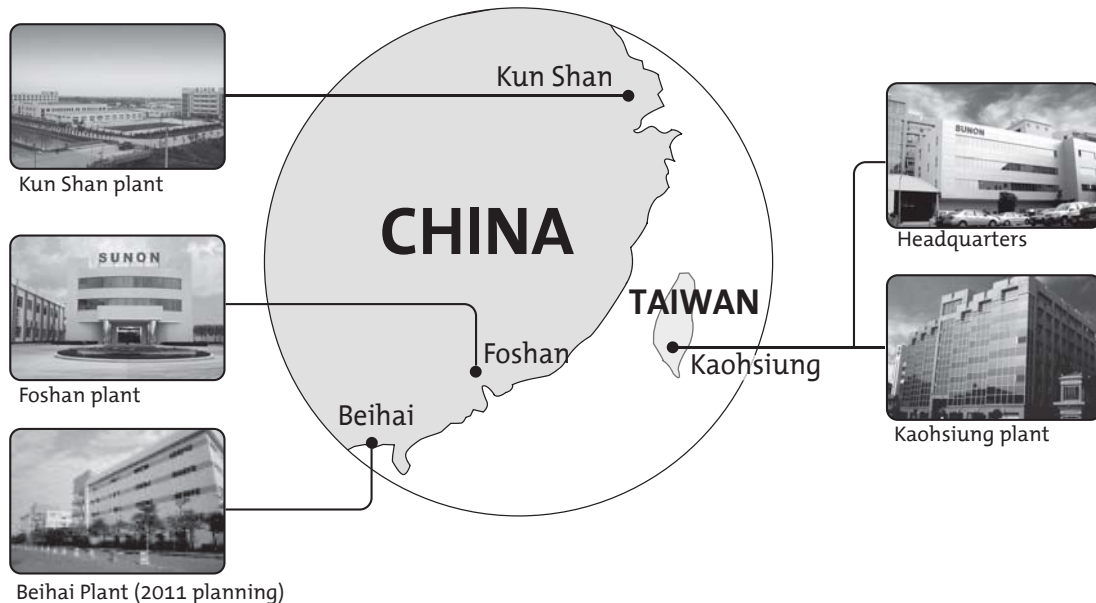 Kun Shan
Kun Shan plant
SUNON
Headquarters
CHINA
SUNON
TAIWAN
Foshan
Kaohsiung
Foshan plant
Beihai
Kaohsiung plant
Beihai Plant (2011 planning)